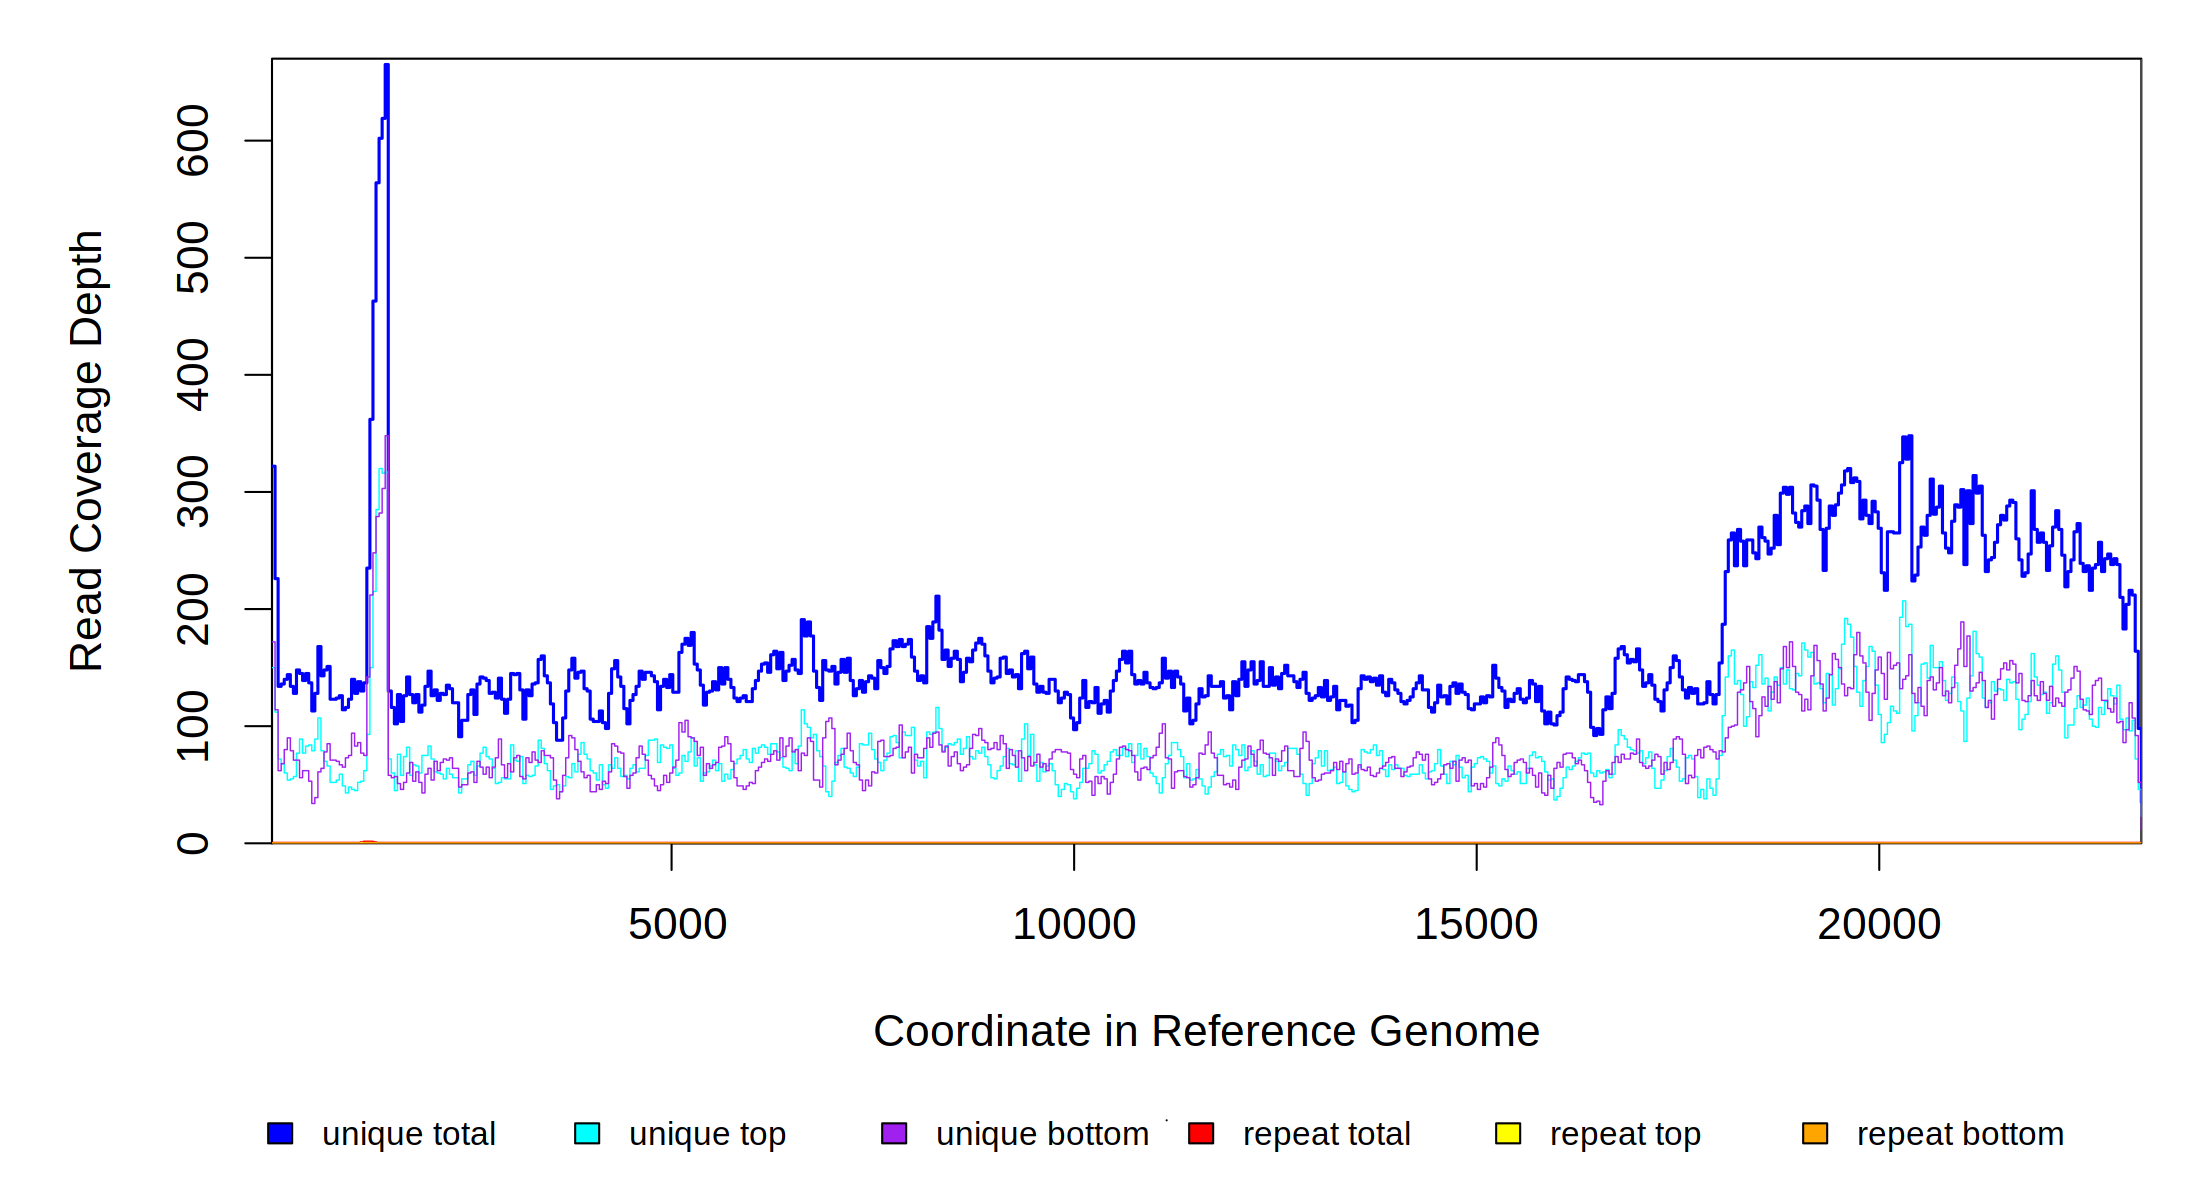 Read Coverage Depth
600
500
400
300
200
100
0
5000 10000 15000 20000
Coordinate in Reference Genome
unique total unique top unique bottom repeat total repeat top repeat bottom